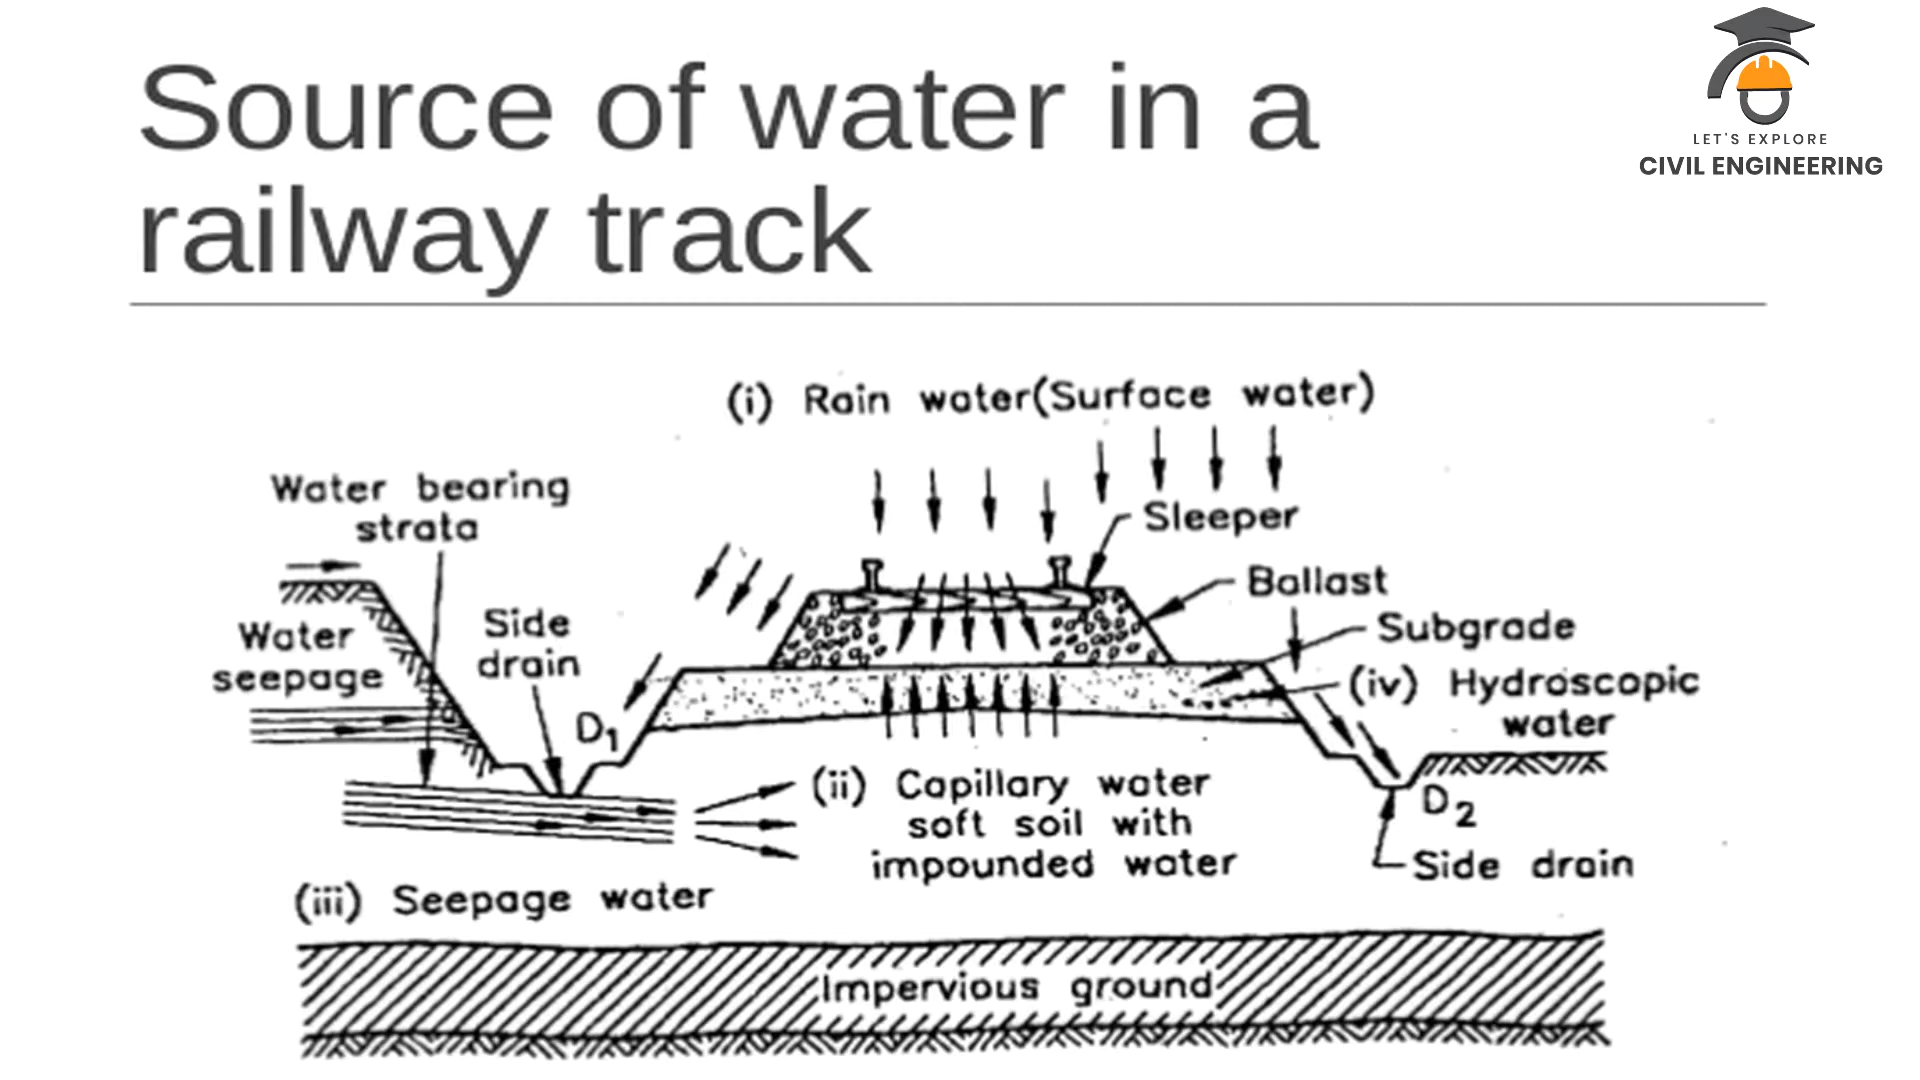 Source of water in a
railway track
LET'S EXPLORE
CIVIL ENGINEERING
(i) Rain water(Surface water)
Water bearing
strata
Sleeper
Ballast
Side
drain
Water
seepage
Subgrade
(iv) Hydroscopic
water
D1
(ii) Capillary water
soft soil with
impounded water
D2
Side drain
(iii) Seepage water
Impervious ground